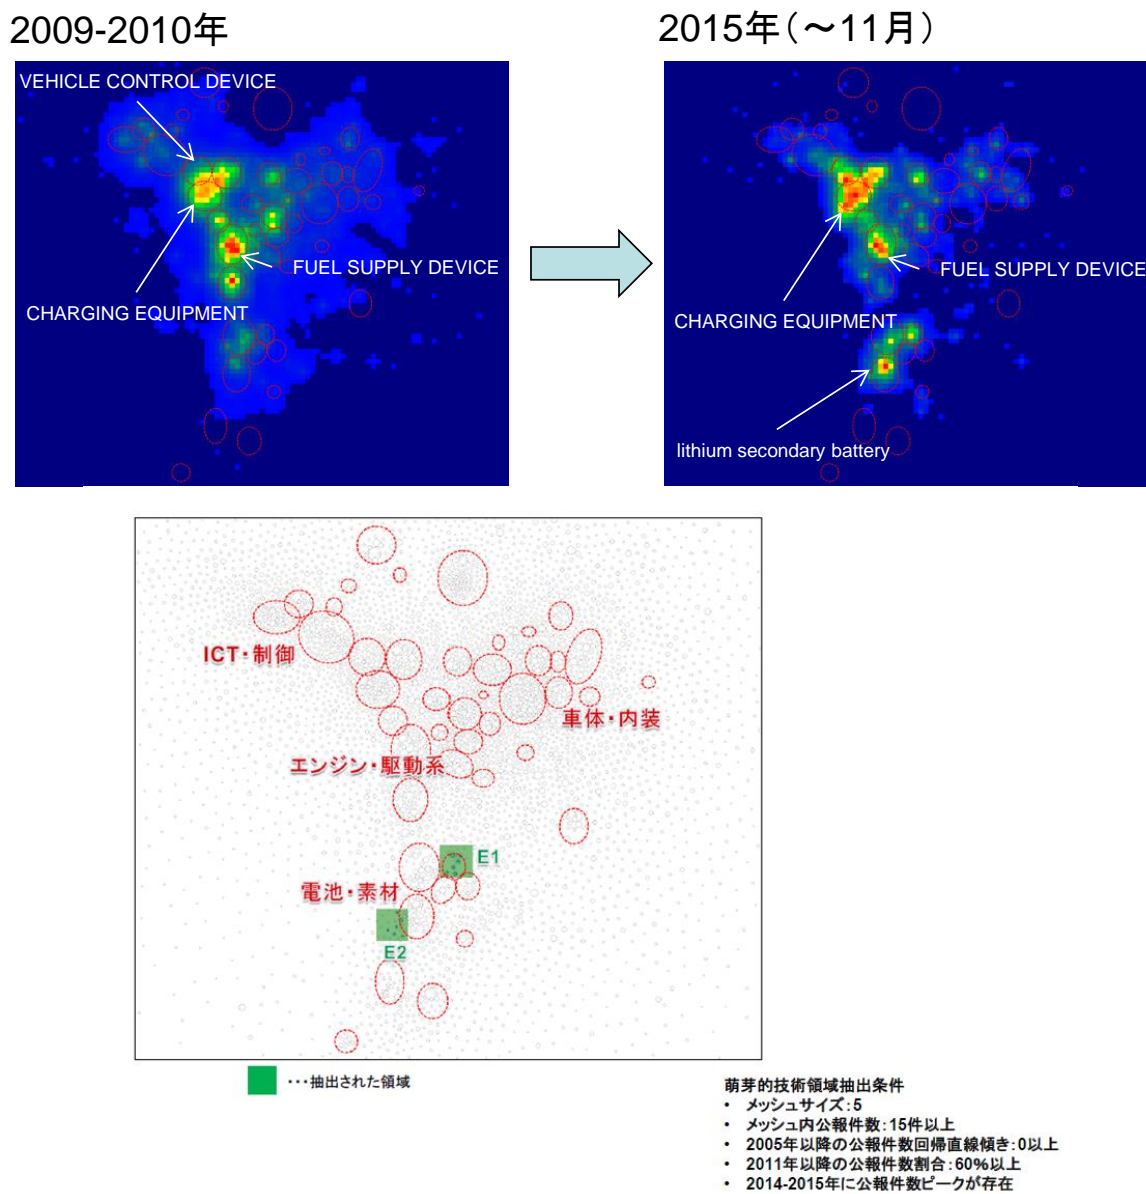 2009-2010年
2015年(～11月)
VEHICLE CONTROL DEVICE
FUEL SUPPLY DEVICE
CHARGING EQUIPMENT
FUEL SUPPLY DEVICE
CHARGING EQUIPMENT
lithium secondary battery
ICT・制御
車体・内装
エンジン・駆動系
E1
電池・素材
E2
・・・抽出された領域
萌芽的技術領域抽出条件
• メッシュサイズ:5
• メッシュ内公報件数:15件以上
• 2005年以降の公報件数回帰直線傾き:0以上
• 2011年以降の公報件数割合:60%以上
• 2014-2015年に公報件数ピークが存在